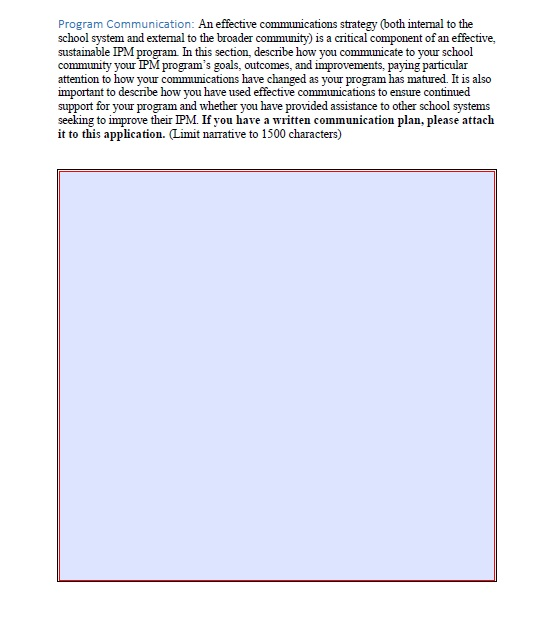 Program Communication: An effective communications strategy (both internal to the
school system and external to the broader community) is a critical component of an effective,
sustainable IPM program. In this section, describe how you communicate to your school
community your IPM program's goals, outcomes, and improvements, paying particular
attention to how your communications have changed as your program has matured. It is also
important to describe how you have used effective communications to ensure continued
support for your program and whether you have provided assistance to other school systems
seeking to improve their IPM. If you have a written communication plan, please attach
it to this application. (Limit narrative to 1500 characters)